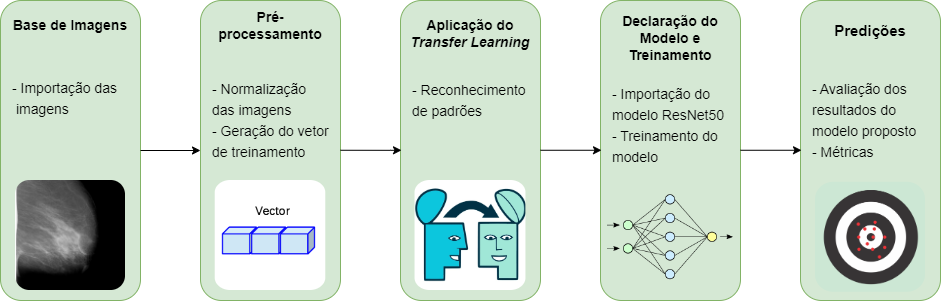 Base de Imagens
- Importação das
imagens
Pré-
processamento
- Normalização
das imagens
- Geração do vetor
de treinamento
Vector
Aplicação do
Transfer Learning
- Reconhecimento
de padrões
Declaração do
Modelo e
Treinamento
- Importação do
modelo ResNet50
- Treinamento do
modelo
Predições
- Avaliação dos
resultados do
modelo proposto
- Métricas